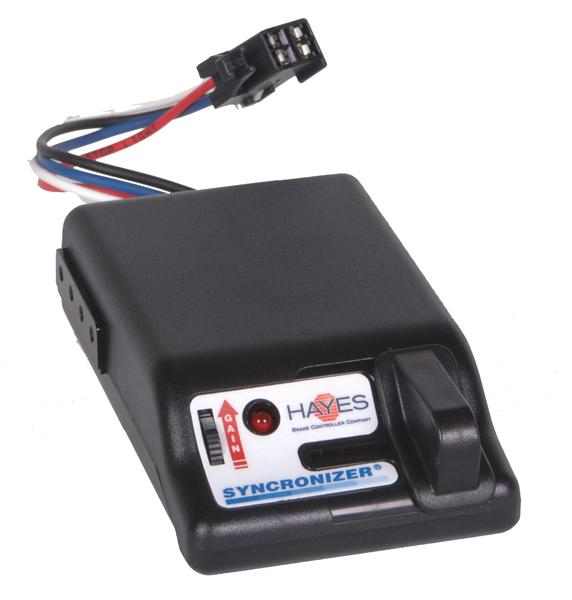 GAIN
HAYES
BRAKE CONTROLLER COMPANY
SYNCRONIZER®